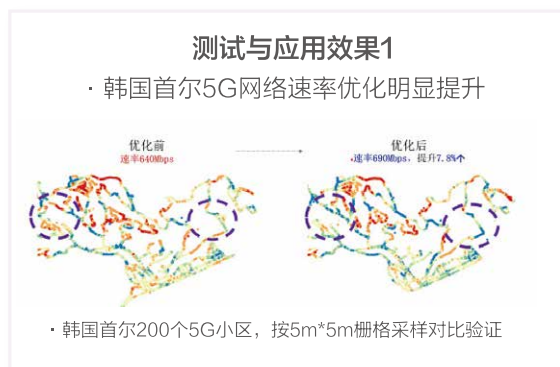 测试与应用效果1
· 韩国首尔5G网络速率优化明显提升
优化前
速率640Mbps
优化后
速率690Mbps，提升7.8%↑
· 韩国首尔200个5G小区，按5m*5m栅格采样对比验证